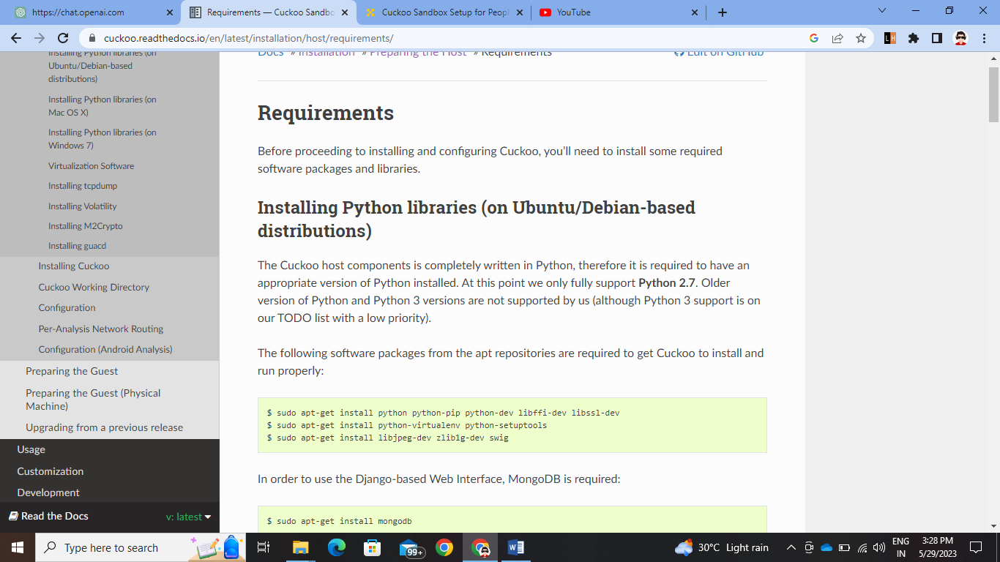 https://chat.openai.com
Requirements — Cuckoo Sandbo
Cuckoo Sandbox Setup for Peopl
YouTube
cuckoo.readthedocs.io/en/latest/installation/host/requirements/
Installing Python libraries (on
Ubuntu/Debian-based
distributions)
Installing Python libraries (on
Mac OS X)
Installing Python libraries (on
Windows 7)
Virtualization Software
Installing tcpdump
Installing Volatility
Installing M2Crypto
Installing guacd
Installing Cuckoo
Cuckoo Working Directory
Configuration
Per-Analysis Network Routing
Configuration (Android Analysis)
Preparing the Guest
Preparing the Guest (Physical
Machine)
Upgrading from a previous release
Usage
Customization
Development
Read the Docs
v: latest
Docs » Installation » Preparing the Host » Requirements
Edit on GitHub
Requirements
Before proceeding to installing and configuring Cuckoo, you’ll need to install some required
software packages and libraries.
Installing Python libraries (on Ubuntu/Debian-based
distributions)
The Cuckoo host components is completely written in Python, therefore it is required to have an
appropriate version of Python installed. At this point we only fully support Python 2.7. Older
version of Python and Python 3 versions are not supported by us (although Python 3 support is on
our TODO list with a low priority).
The following software packages from the apt repositories are required to get Cuckoo to install and
run properly:
$ sudo apt-get install python python-pip python-dev libffi-dev libssl-dev
$ sudo apt-get install python-virtualenv python-setuptools
$ sudo apt-get install libjpeg-dev zlib1g-dev swig
In order to use the Django-based Web Interface, MongoDB is required:
$ sudo apt-get install mongodb
Type here to search
99+
30°C Light rain
ENG
IN
3:28 PM
5/29/2023